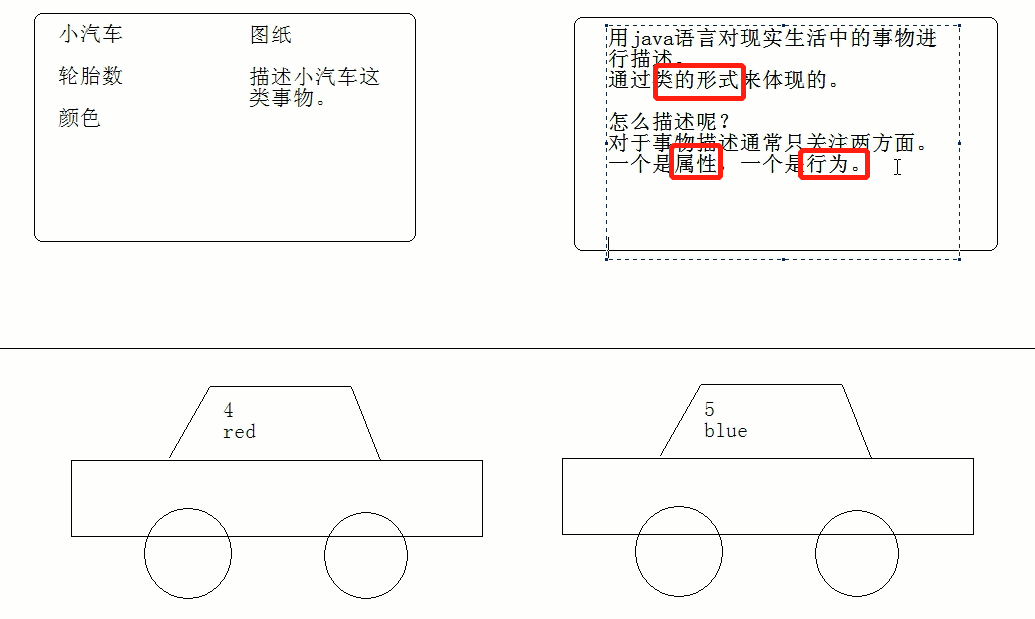 小汽车
轮胎数
颜色
图纸
描述小汽车这
类事物。
用java语言对现实生活中的事物进
行描述。
通过类的形式来体现的。
怎么描述呢？
对于事物描述通常只关注两方面。
一个是属性，一个是行为。
4
red
5
blue